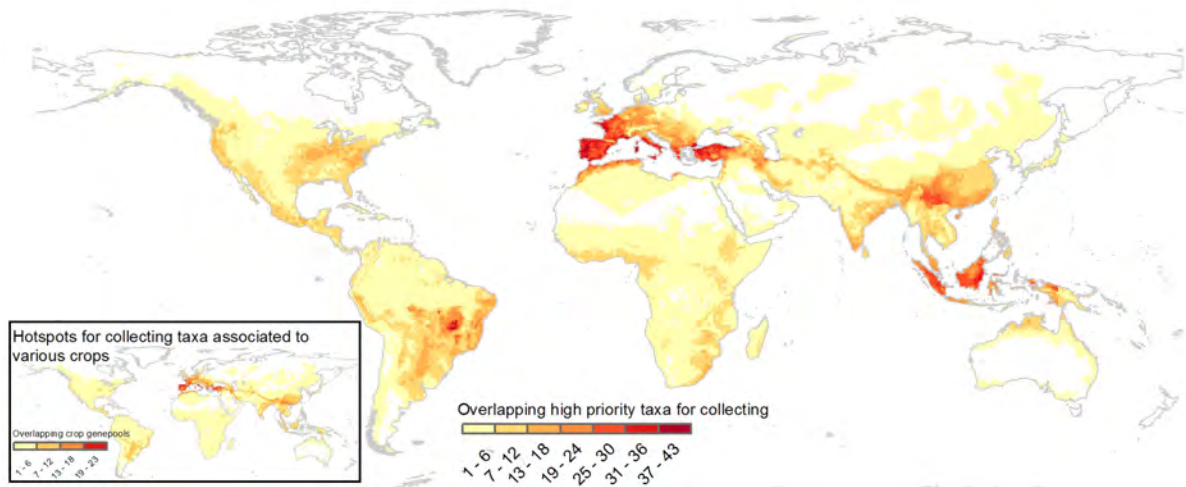 Hotspots for collecting taxa associated to
various crops
Overlapping crop genepools
1 - 6
7 - 12
13 - 18
19 - 23
Overlapping high priority taxa for collecting
1 - 6
7 - 12
13 - 18
19 - 24
25 - 30
31 - 36
37 - 43